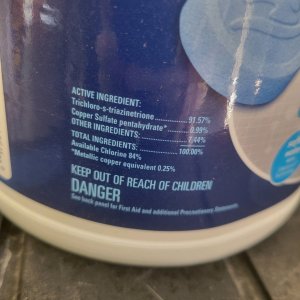 ACTIVE INGREDIENT:
Trichloro-s-triazinetrione..............91.57%
Copper Sulfate pentahydrate*........0.99%
OTHER INGREDIENTS:.................7.44%
TOTAL INGREDIENTS:...............100.00%
Available Chlorine 84%
*Metallic copper equivalent 0.25%
KEEP OUT OF REACH OF CHILDREN
DANGER
See back panel for First Aid and additional Precautionary Statements.